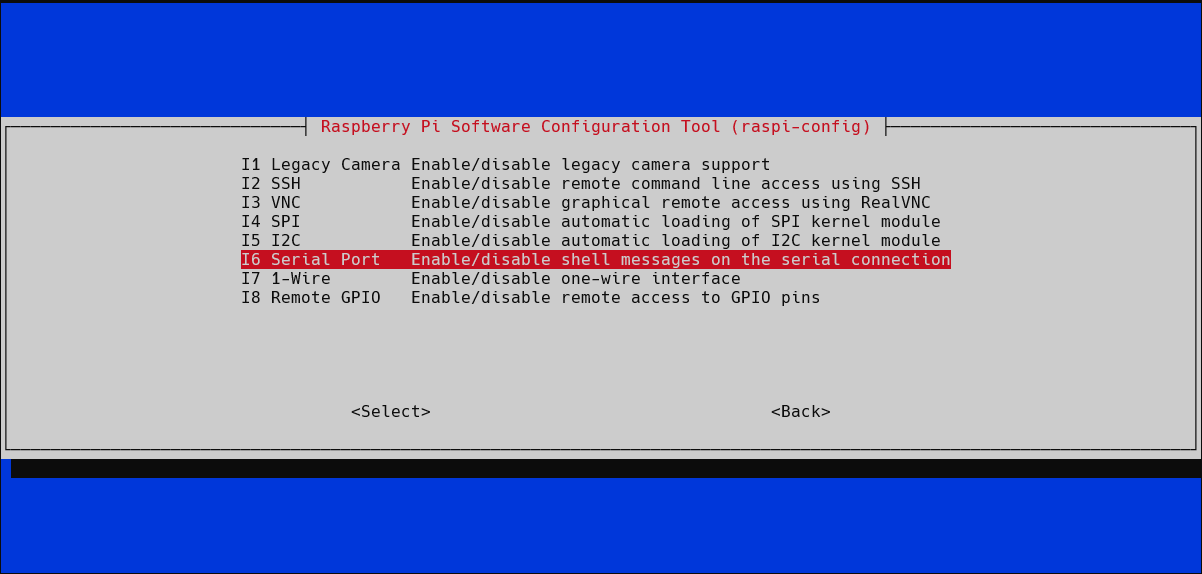 Raspberry Pi Software Configuration Tool (raspi-config)
I1 Legacy Camera Enable/disable legacy camera support
I2 SSH Enable/disable remote command line access using SSH
I3 VNC Enable/disable graphical remote access using RealVNC
I4 SPI Enable/disable automatic loading of SPI kernel module
I5 I2C Enable/disable automatic loading of I2C kernel module
I6 Serial Port Enable/disable shell messages on the serial connection
I7 1-Wire Enable/disable one-wire interface
I8 Remote GPIO Enable/disable remote access to GPIO pins
<Select> <Back>